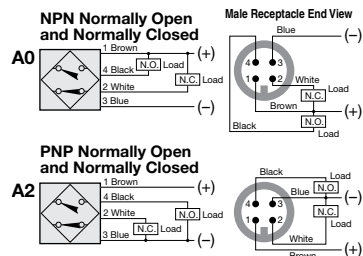 NPN Normally Open
and Normally Closed
A0
1 Brown
(+)
4 Black
N.O.
Load
N.C.
Load
2 White
3 Blue
(−)
Male Receptacle End View
Blue
(−)
4
3
1
2
White
N.C.
Load
Brown
(+)
N.O.
Load
Black
PNP Normally Open
and Normally Closed
A2
1 Brown
(+)
4 Black
2 White
N.O.
Load
N.C.
Load
3 Blue
(−)
Black
Load
N.O.
Blue
(−)
4
3
N.C.
1
2
Load
White
(+)
Brown